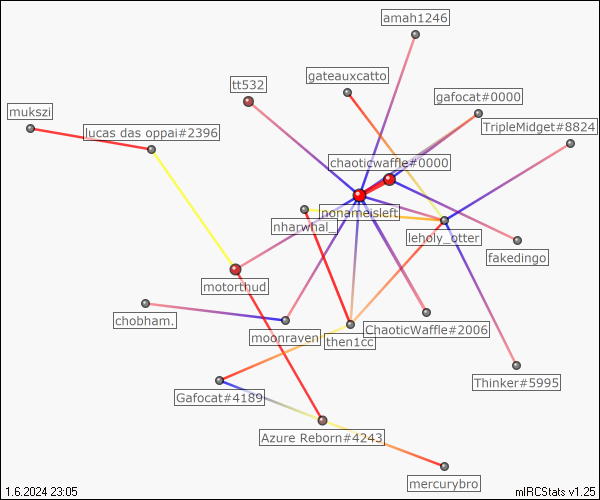 amah1246
gateauxcatto
tt532
gafocat#0000
mukszi
lucas das oppai#2396
TripleMidget#8824
chaoticwaffle#0000
nonameisleft
nharwhal_
leholy_otter
fakedingo
motorthud
chobham.
moonraven
then1cc
ChaoticWaffle#2006
Gafocat#4189
Thinker#5995
Azure Reborn#4243
mercurybro
1.6.2024 23:05
mIRCStats v1.25